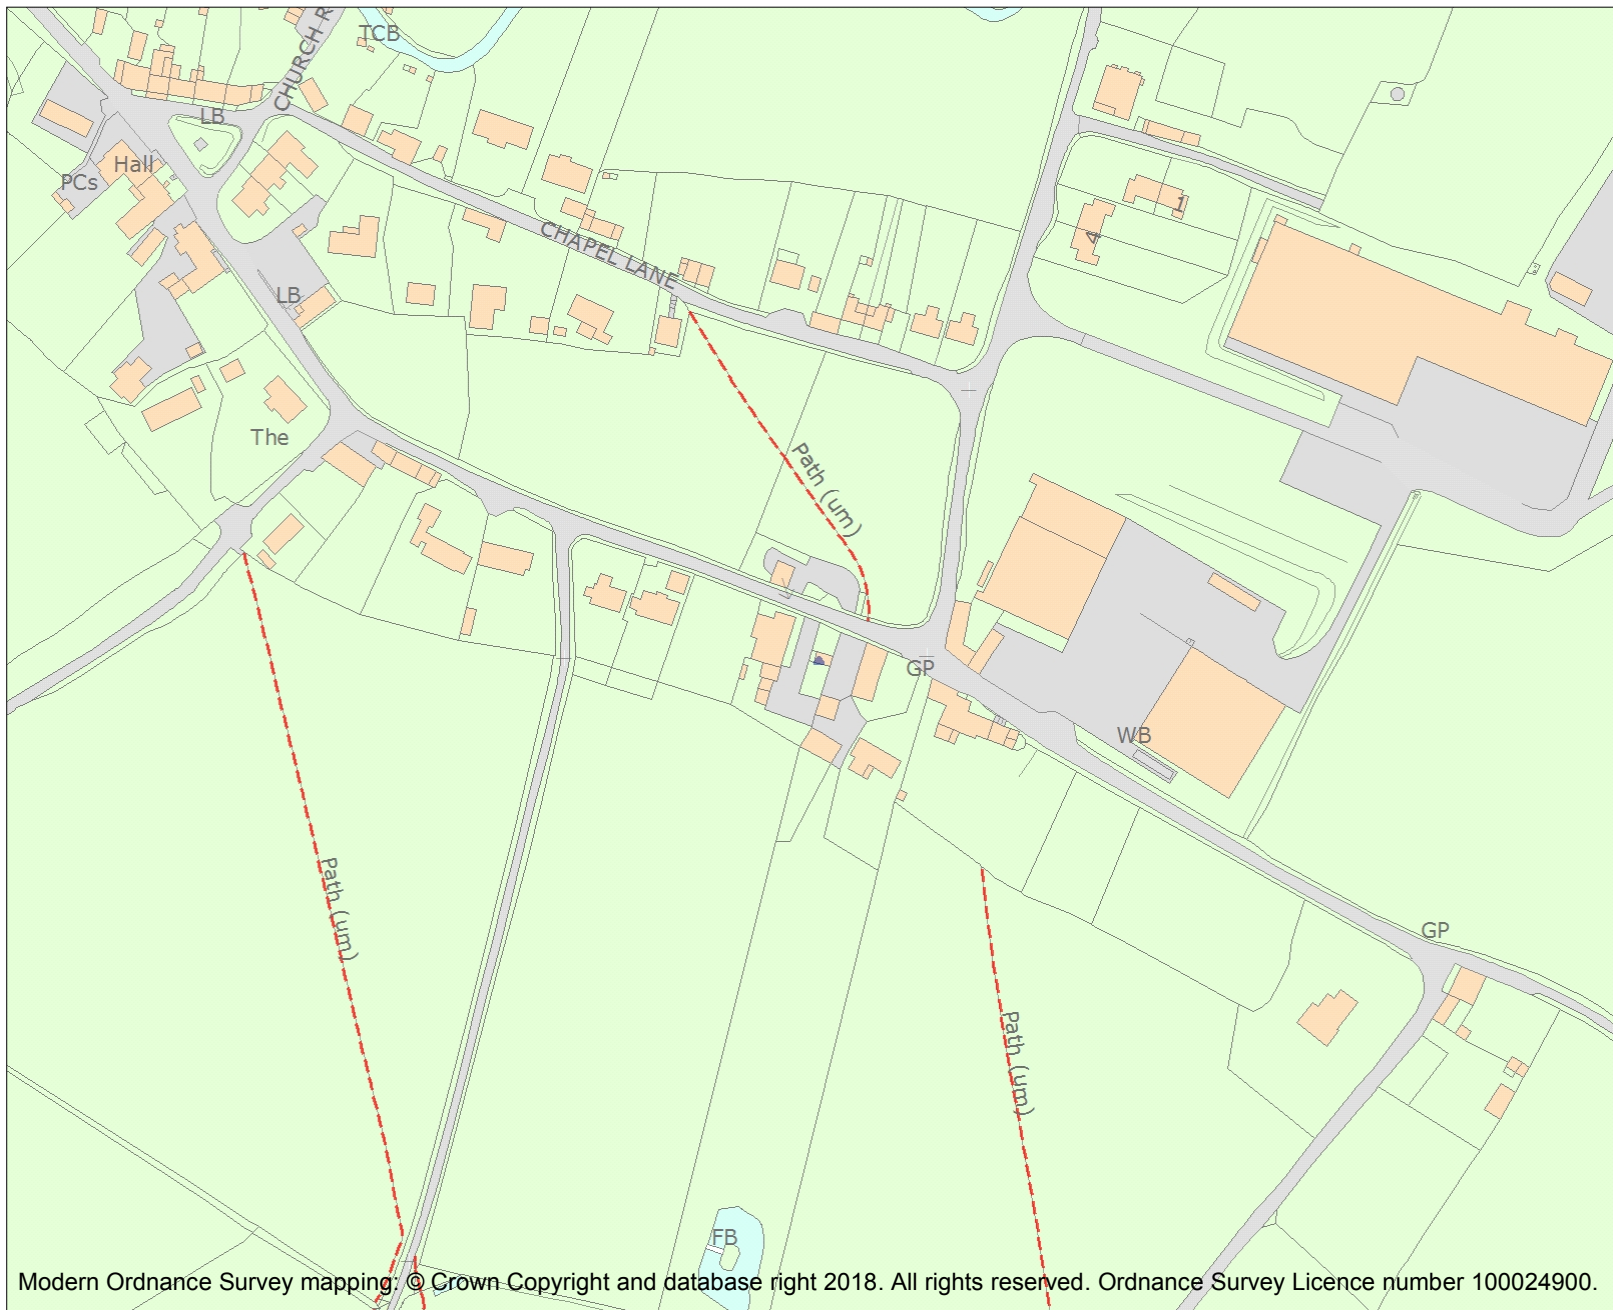 TCB
CHURCH R
LB
Hall
PCs
1
4
CHAPEL LANE
LB
The
Path (um)
GP
WB
Path (um)
GP
Path (um)
FB
Modern Ordnance Survey mapping: © Crown Copyright and database right 2018. All rights reserved. Ordnance Survey Licence number 100024900.